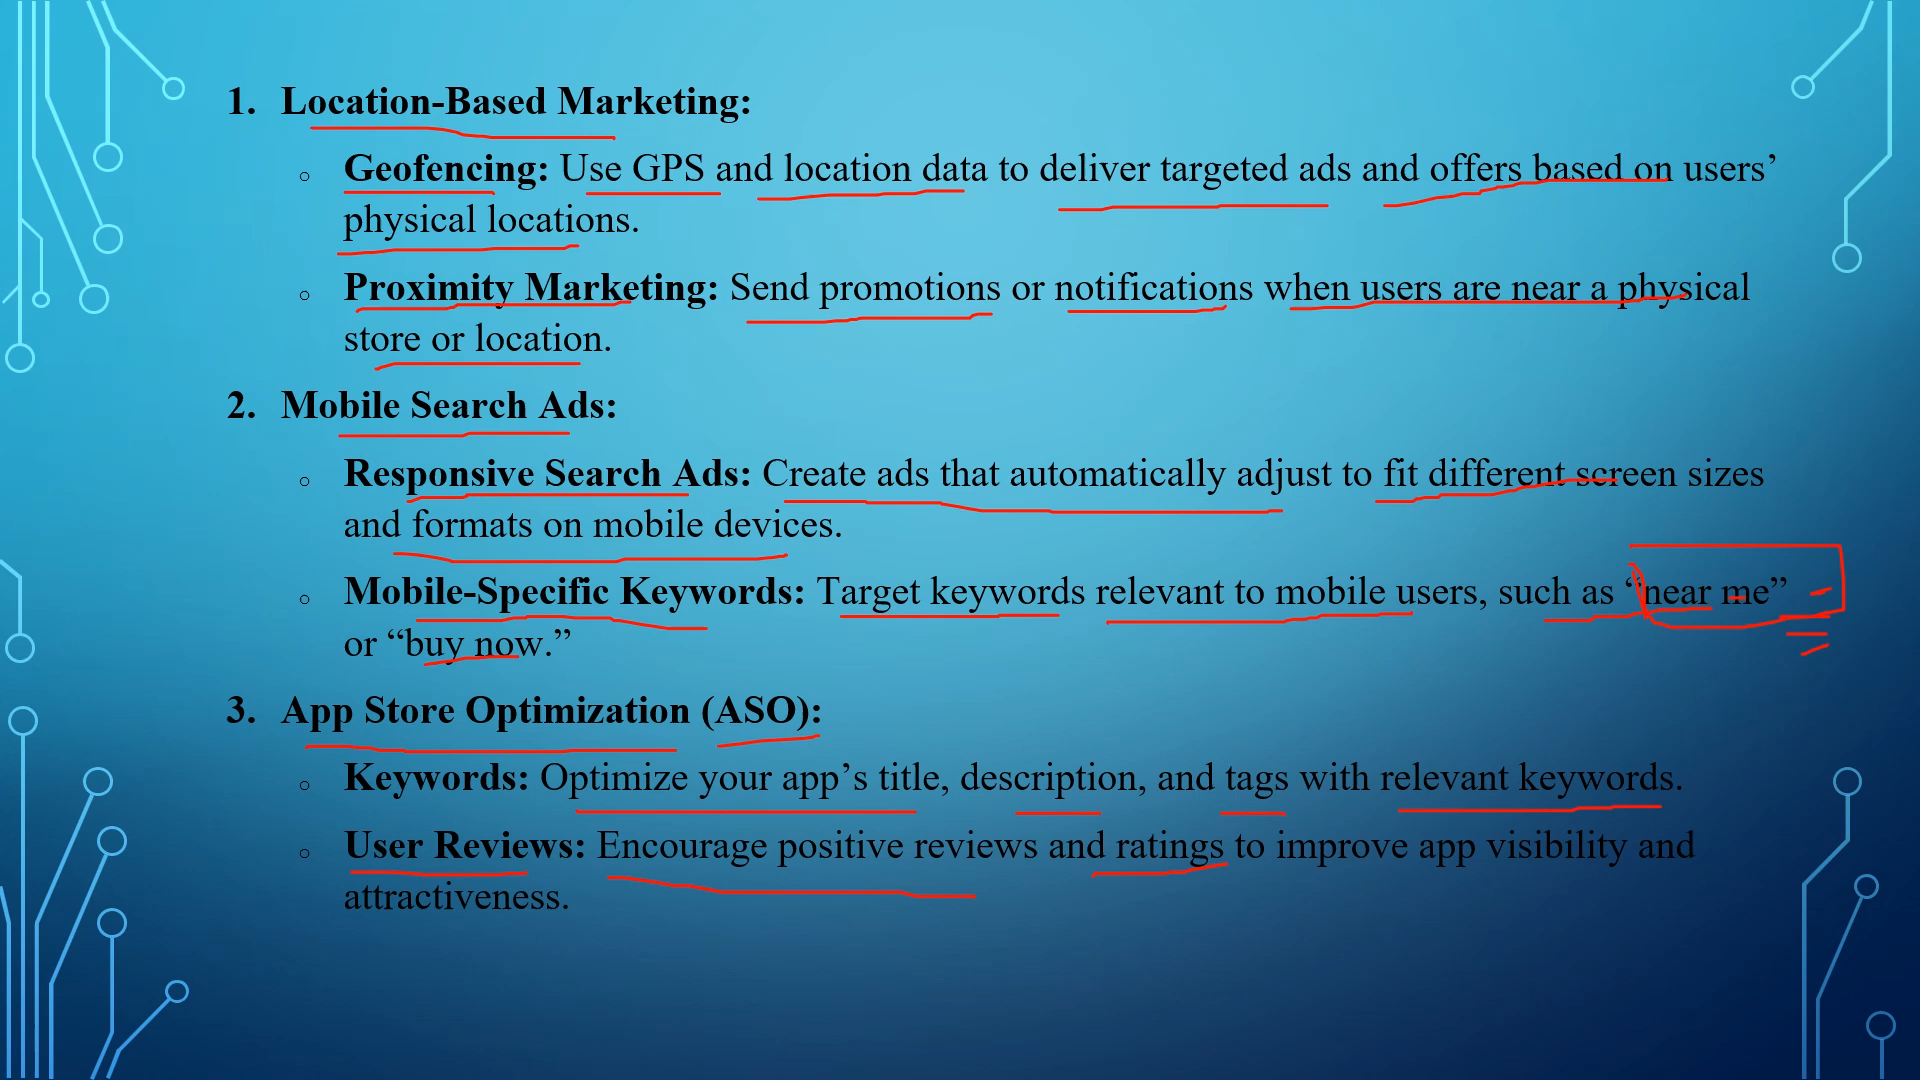 1. Location-Based Marketing:
○ Geofencing: Use GPS and location data to deliver targeted ads and offers based on users’
physical locations.
○ Proximity Marketing: Send promotions or notifications when users are near a physical
store or location.
2. Mobile Search Ads:
○ Responsive Search Ads: Create ads that automatically adjust to fit different screen sizes
and formats on mobile devices.
○ Mobile-Specific Keywords: Target keywords relevant to mobile users, such as “near me”
or “buy now.”
3. App Store Optimization (ASO):
○ Keywords: Optimize your app’s title, description, and tags with relevant keywords.
○ User Reviews: Encourage positive reviews and ratings to improve app visibility and
attractiveness.